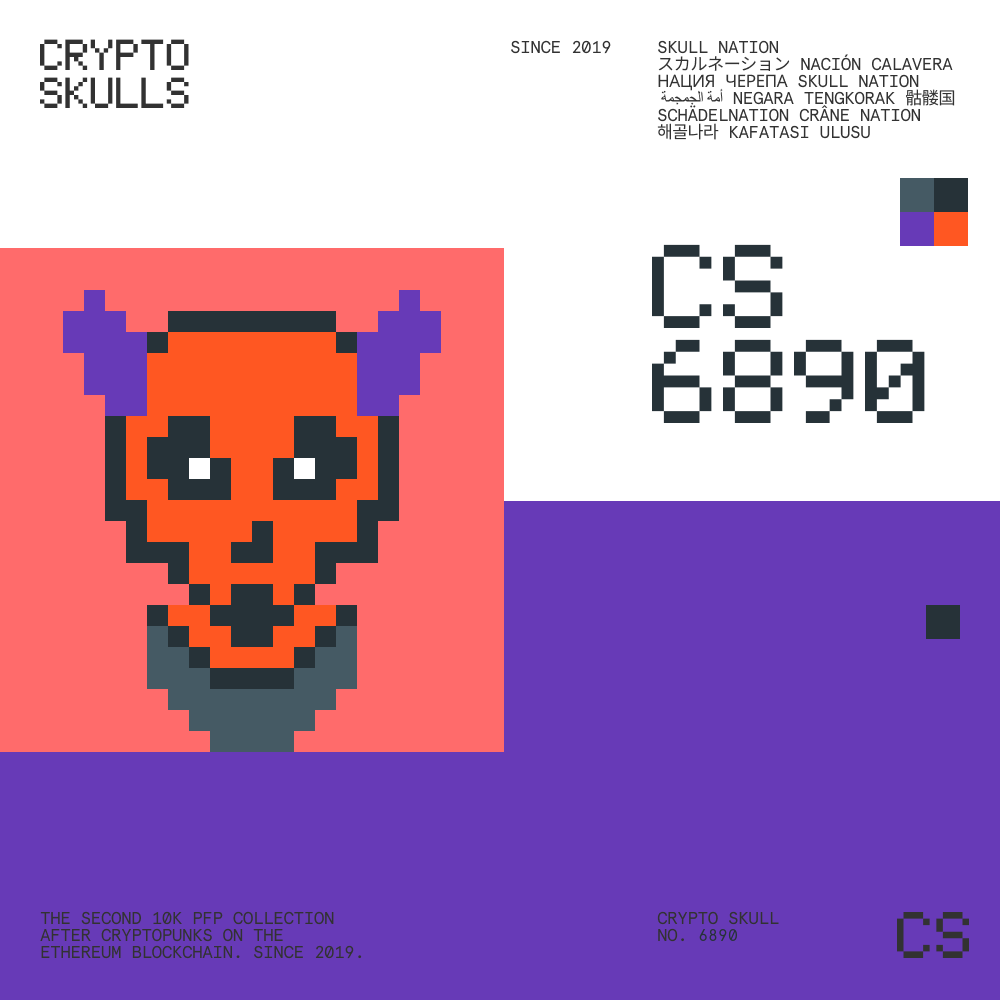 CRYPTO
SKULLS
SINCE 2019
SKULL NATION
スカルネーション NACIÓN CALAVERA
НАЦИЯ ЧЕРЕПА SKULL NATION
أمة الجمجمة NEGARA TENGKORAK 骷髅国
SCHÄDELNATION CRÂNE NATION
해골나라 KAFATASI ULUSU
CS
6890
THE SECOND 10K PFP COLLECTION
AFTER CRYPTOPUNKS ON THE
ETHEREUM BLOCKCHAIN. SINCE 2019.
CRYPTO SKULL
NO. 6890
CS